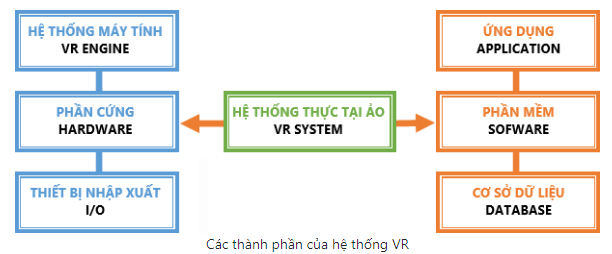 HỆ THỐNG MÁY TÍNH
VR ENGINE
ỨNG DỤNG
APPLICATION
PHẦN CỨNG
HARDWARE
HỆ THỐNG THỰC TẠI ẢO
VR SYSTEM
PHẦN MỀM
SOFWARE
THIẾT BỊ NHẬP XUẤT
I/O
CƠ SỞ DỮ LIỆU
DATABASE
Các thành phần của hệ thống VR